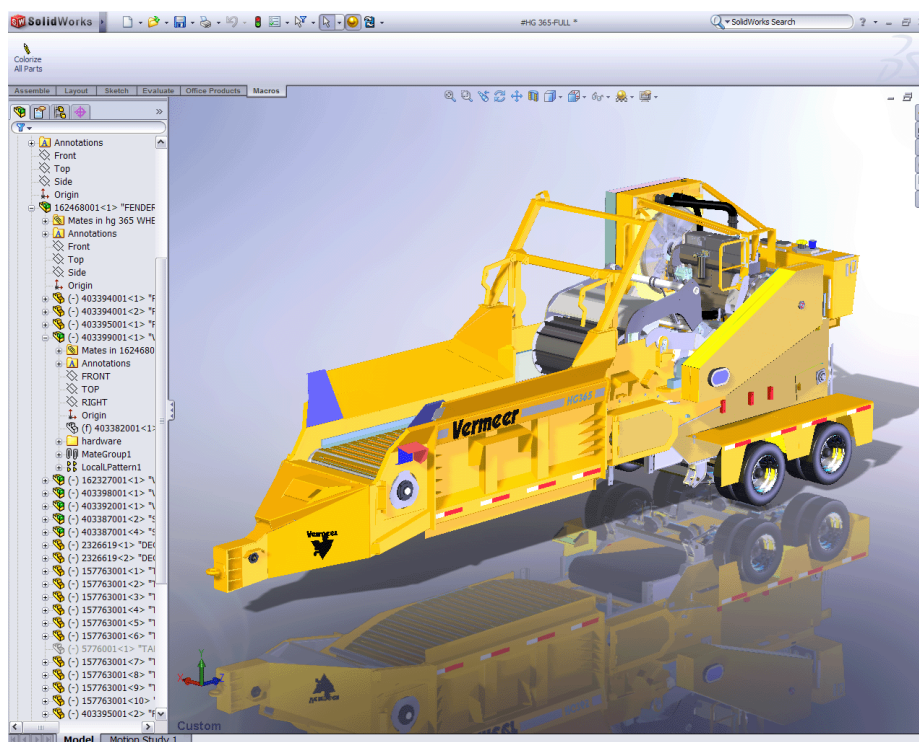 SolidWorks
#HG 365-FULL *
SolidWorks Search
Colorize
All Parts
Assemble Layout Sketch Evaluate Office Products Macros
Annotations
Front
Top
Side
Origin
162468001<1> "FENDER
Mates in hg 365 WHE
Annotations
Front
Top
Side
Origin
(-) 403394001<1> "F
(-) 403394001<2> "F
(-) 403395001<1> "F
(-) 403399001<1> "V
Mates in 1624680
Annotations
FRONT
TOP
RIGHT
Origin
(f) 403382001<1>
hardware
MateGroup1
LocalLPattern1
(-) 162327001<1> "V
(-) 403398001<1> "V
(-) 403392001<1> "V
(-) 403387001<2> "S
(-) 403387001<4> "S
(-) 2326619<1> "DEC
(-) 2326619<2> "DEC
(-) 157763001<1> "T
(-) 157763001<2> "T
(-) 157763001<3> "T
(-) 157763001<4> "T
(-) 157763001<5> "T
(-) 157763001<6> "T
(-) 5776001<1> "TAI
(-) 157763001<7> "T
(-) 157763001<8> "T
(-) 157763001<9> "T
(-) 157763001<10>
(-) 403395001<2> "F
Vermeer
HG365
Vermeer
Y
X
Z
Custom
Model Motion Study 1